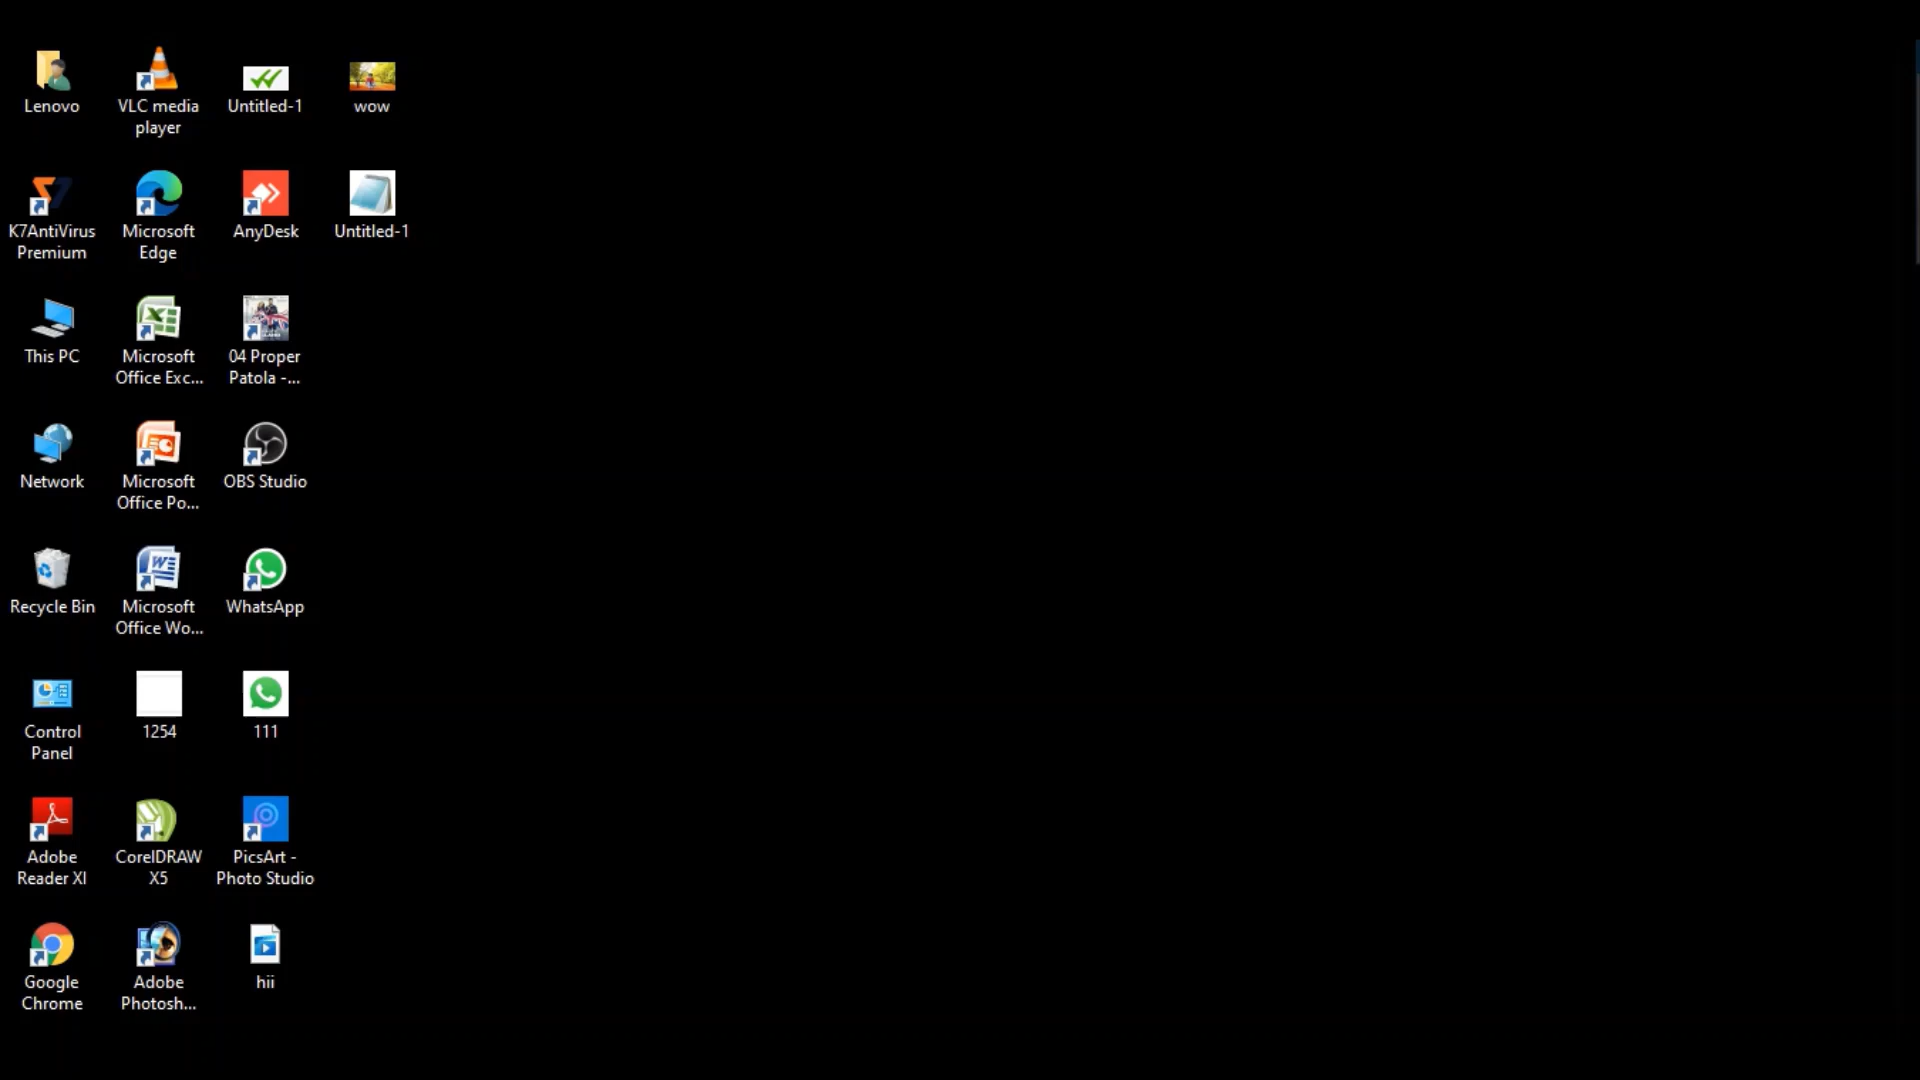 Lenovo
VLC media
player
Untitled-1
wow
K7AntiVirus
Premium
Microsoft
Edge
AnyDesk
Untitled-1
This PC
Microsoft
Office Exc...
04 Proper
Patola -...
Network
Microsoft
Office Po...
OBS Studio
Recycle Bin
Microsoft
Office Wo...
WhatsApp
Control
Panel
1254
111
Adobe
Reader XI
CorelDRAW
X5
PicsArt -
Photo Studio
Google
Chrome
Adobe
Photosh...
hii